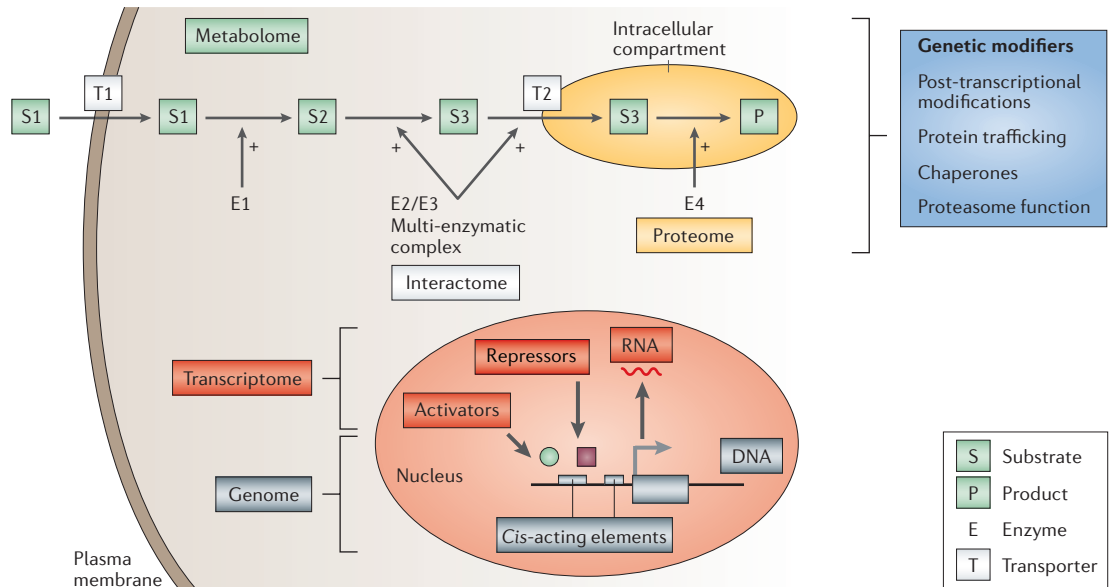 Metabolome
Intracellular
compartment
T1
T2
S1
S1
S2
S3
S3
P
+
+
+
+
E1
E2/E3
Multi-enzymatic
complex
E4
Proteome
Interactome
Genetic modifiers
Post-transcriptional
modifications
Protein trafficking
Chaperones
Proteasome function
Transcriptome
Genome
Repressors
RNA
Activators
DNA
Nucleus
Cis-acting elements
Plasma
membrane
S Substrate
P Product
E Enzyme
T Transporter